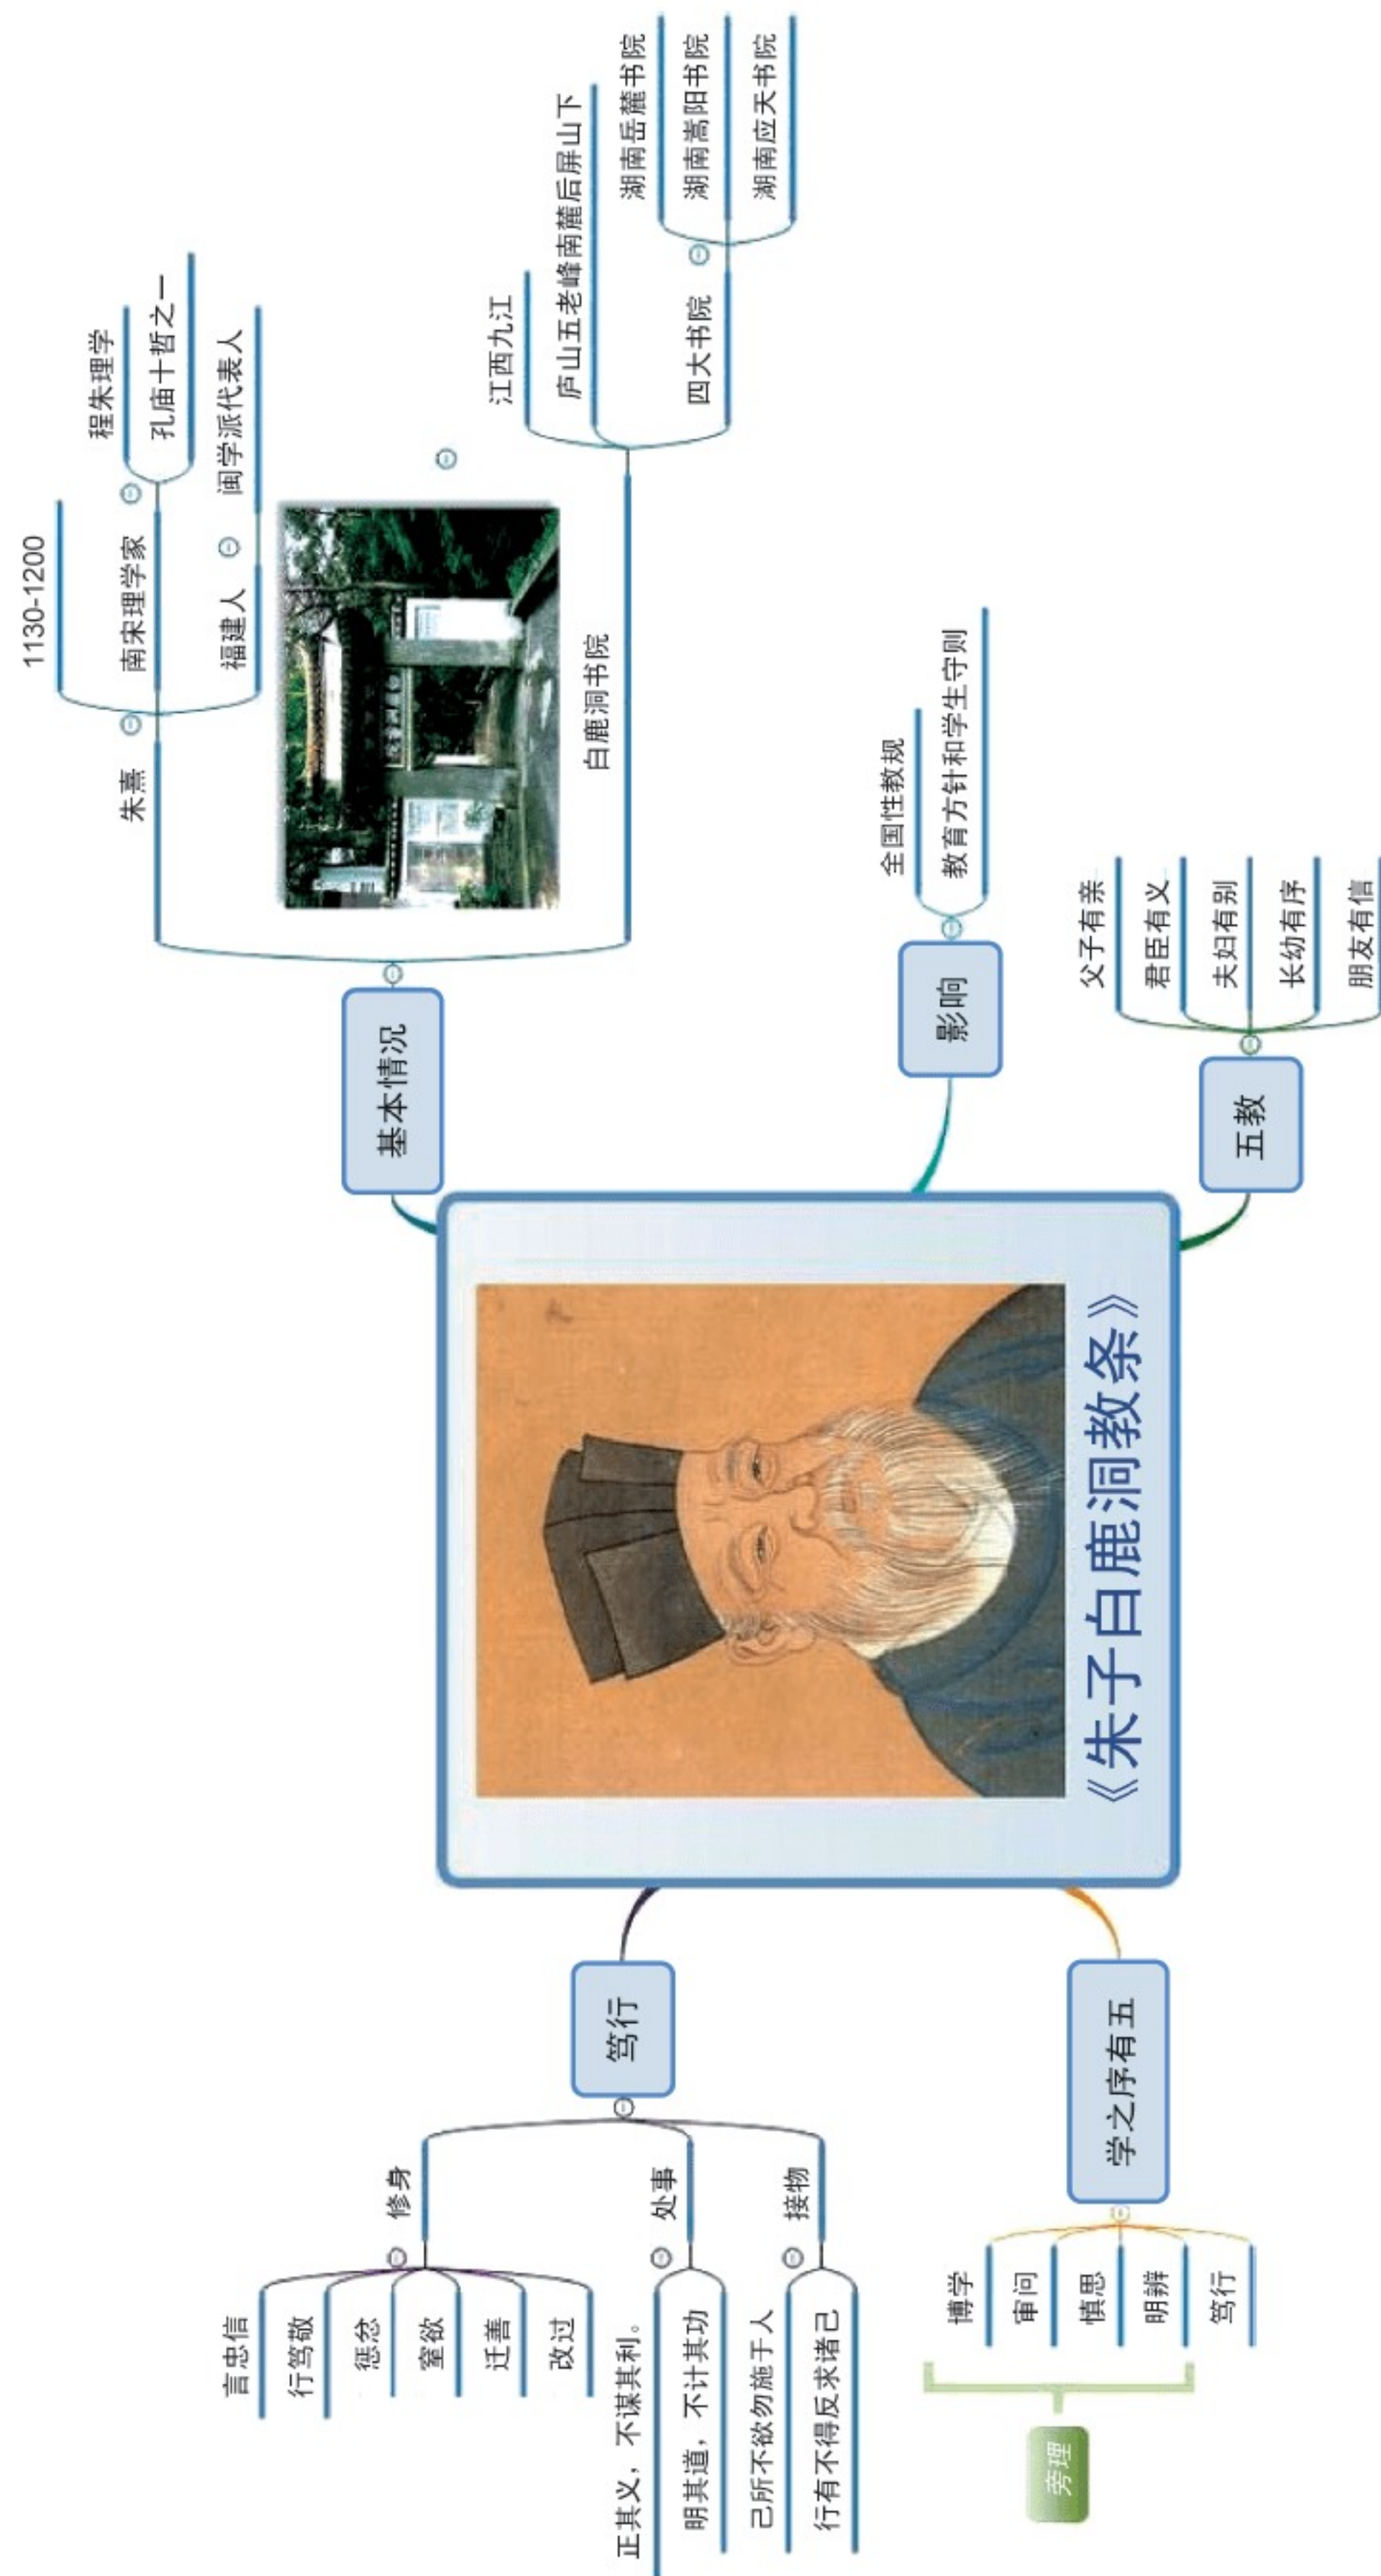 《朱子白鹿洞教条》
基本情况
朱熹
1130-1200
南宋理学家
程朱理学
孔庙十哲之一
福建人
闽学派代表人
白鹿洞书院
江西九江
庐山五老峰南麓后屏山下
四大书院
湖南岳麓书院
湖南嵩阳书院
湖南应天书院
影响
全国性教规
教育方针和学生守则
五教
父子有亲
君臣有义
夫妇有别
长幼有序
朋友有信
笃行
修身
言忠信
行笃敬
惩忿
窒欲
迁善
改过
处事
正其义，不谋其利。
明其道，不计其功
接物
己所不欲勿施于人
行有不得反求诸己
学之序有五
博学
审问
慎思
明辨
笃行
旁理